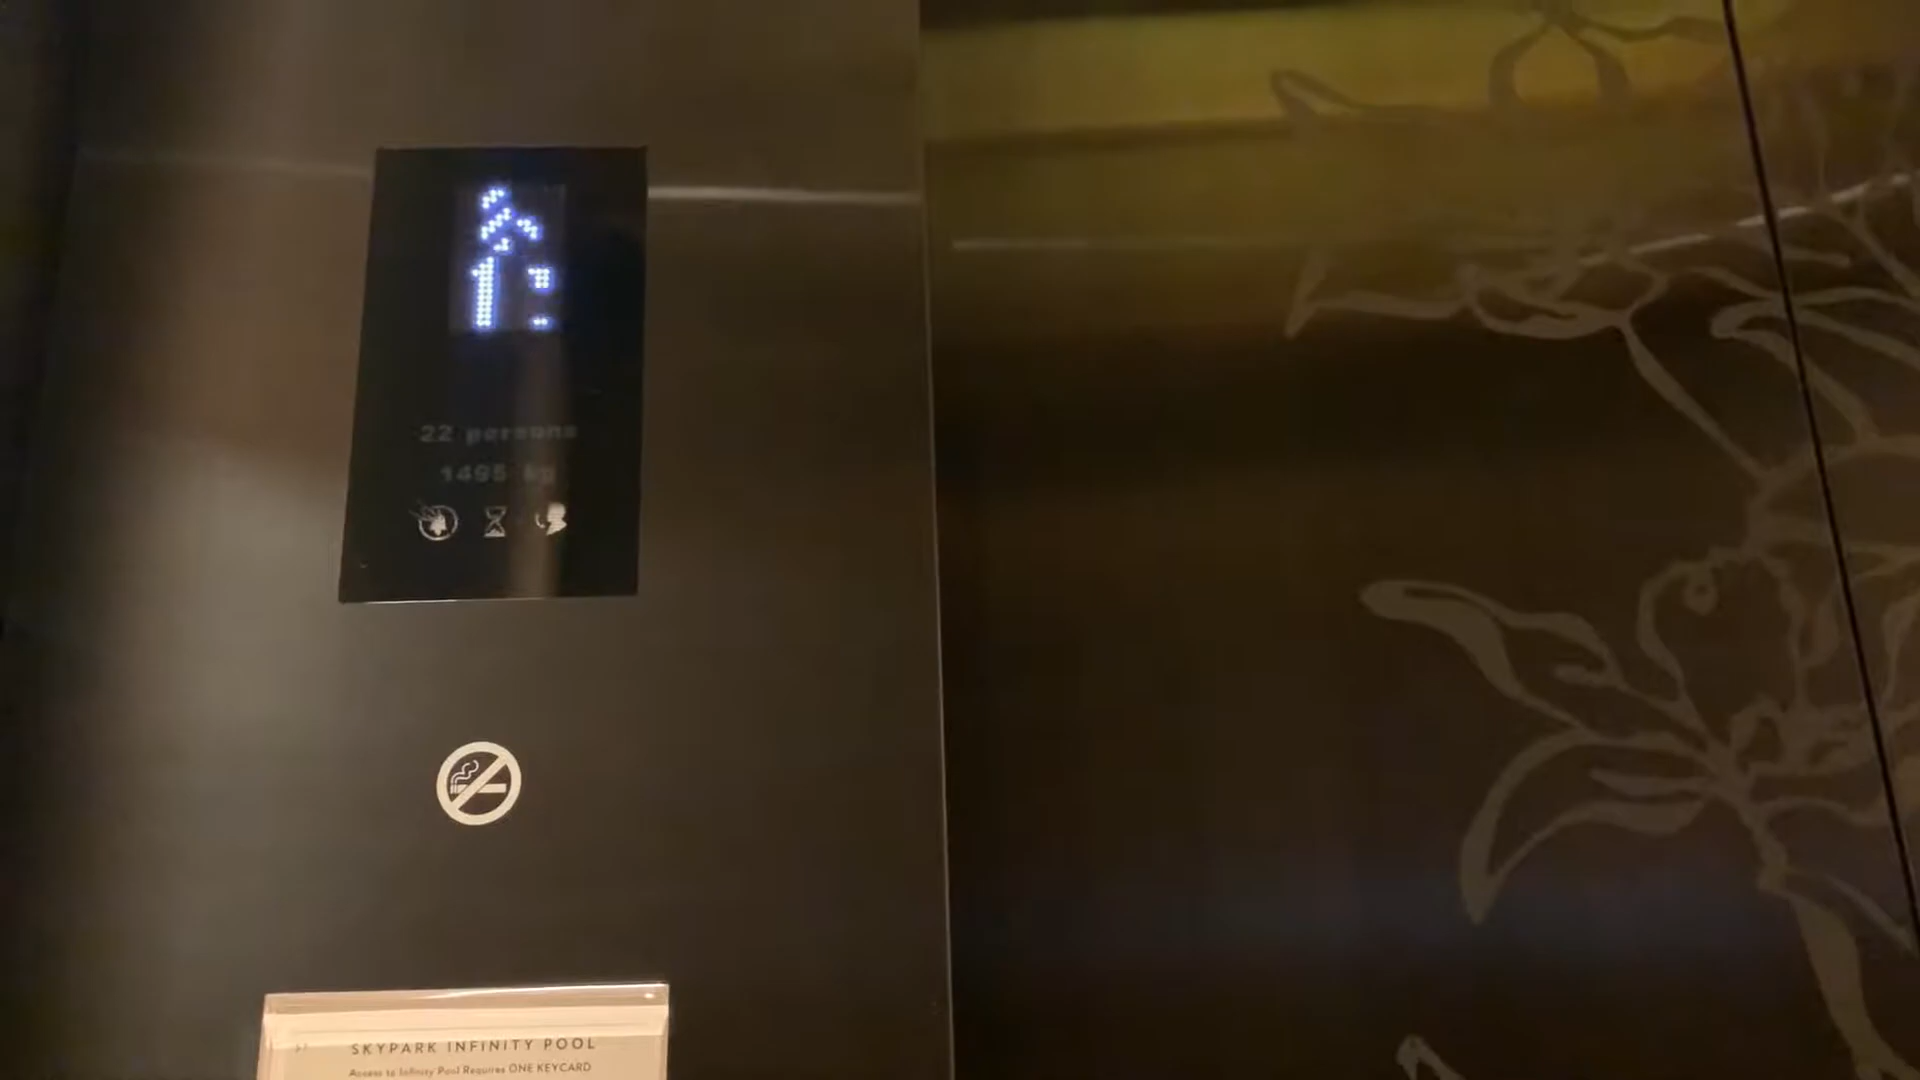 22 persons
1495 kg
SKYPARK INFINITY POOL
Access to Infinity Pool Requires ONE KEYCARD